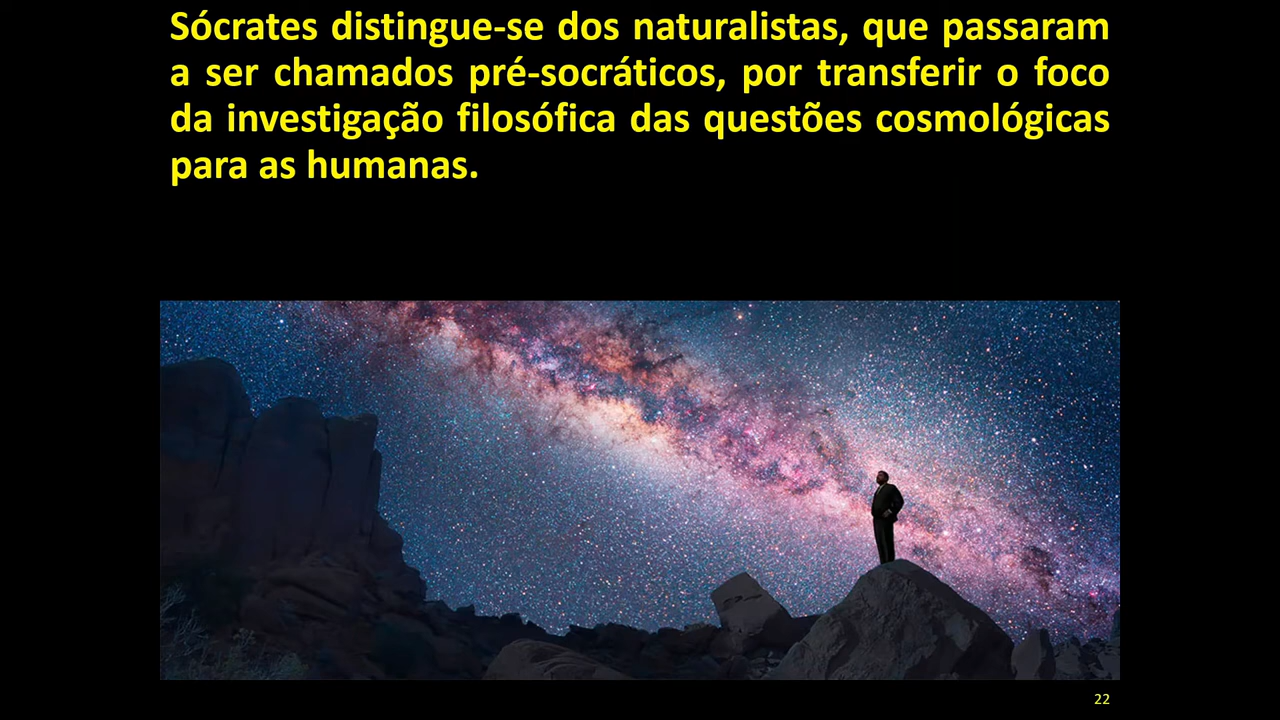 Sócrates distingue-se dos naturalistas, que passaram
a ser chamados pré-socráticos, por transferir o foco
da investigação filosófica das questões cosmológicas
para as humanas.
22